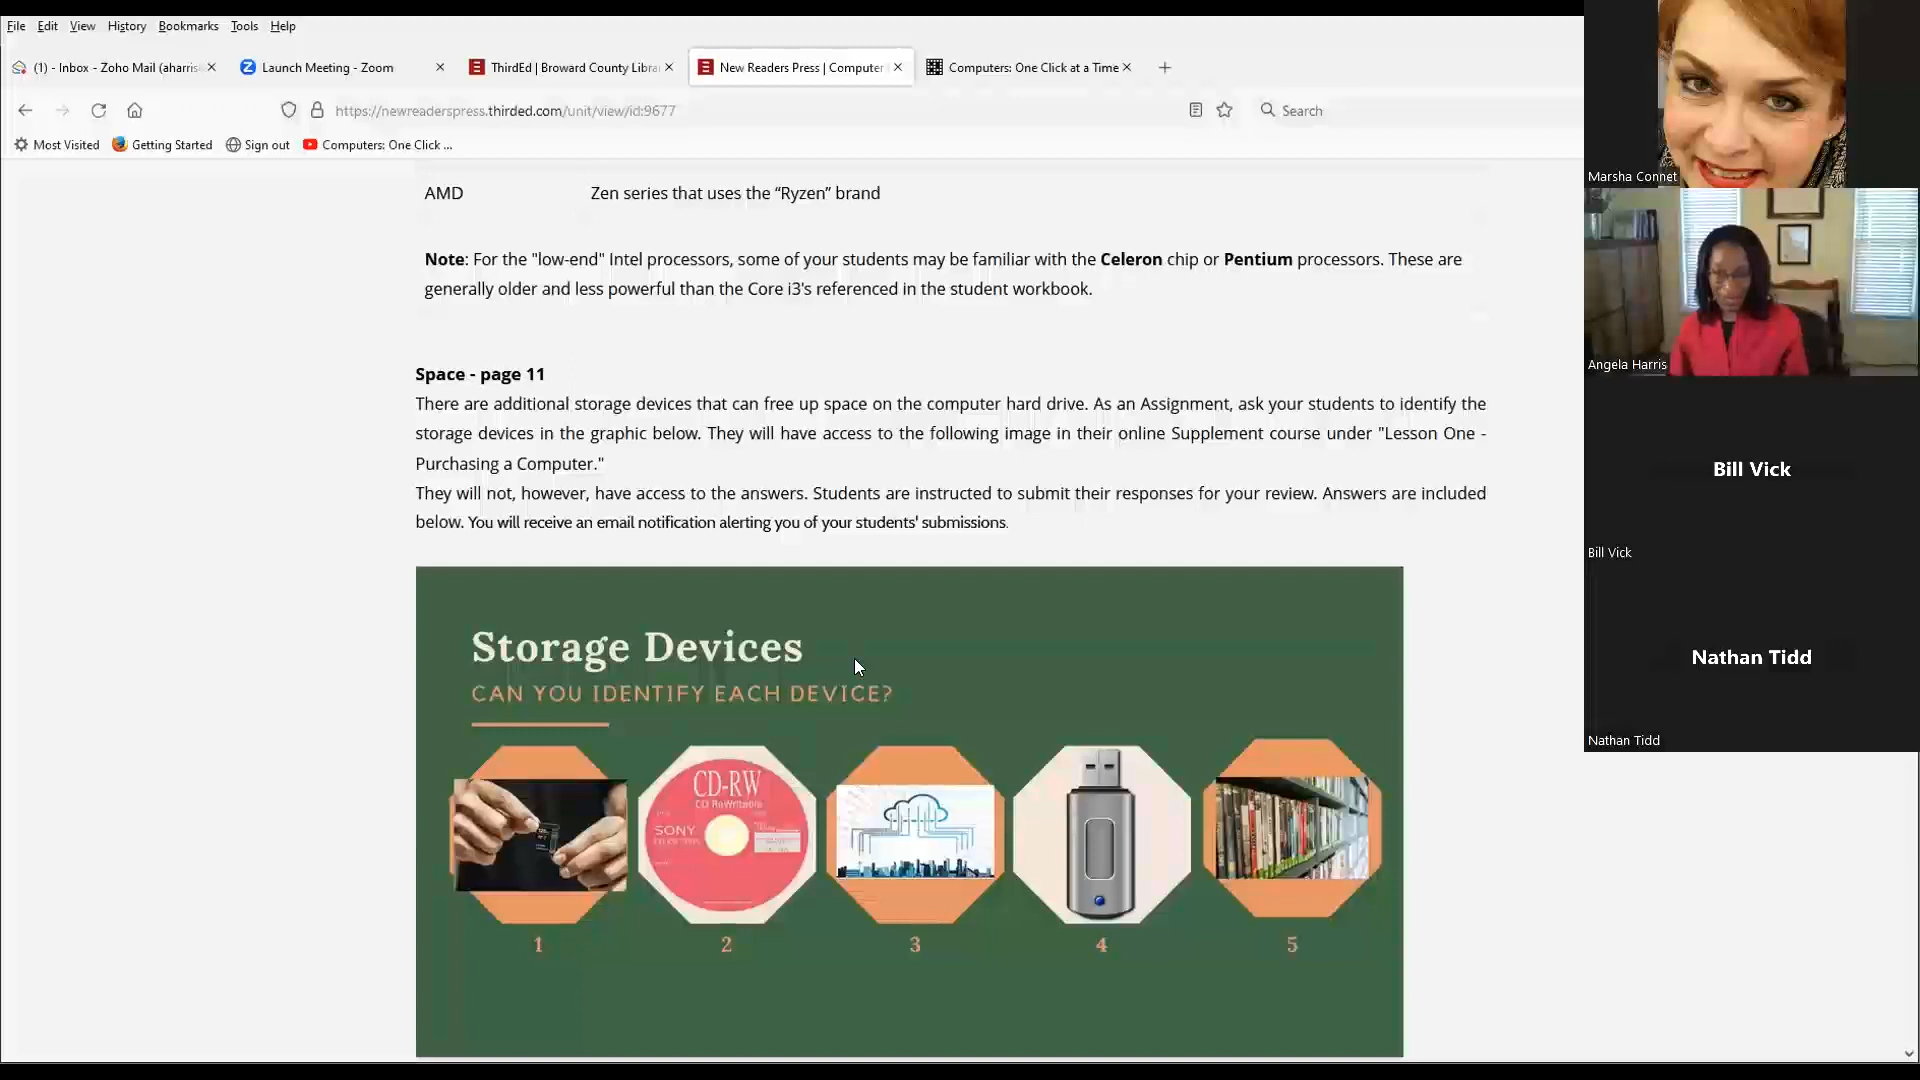 File Edit View History Bookmarks Tools Help
(1) - Inbox - Zoho Mail (aharris
Launch Meeting - Zoom
ThirdEd | Broward County Libra
New Readers Press | Computer
Computers: One Click at a Time
https://newreaderspress.thirded.com/unit/view/id:9677
Search
Most Visited Getting Started Sign out Computers: One Click ...
AMD Zen series that uses the “Ryzen” brand
Note: For the "low-end" Intel processors, some of your students may be familiar with the Celeron chip or Pentium processors. These are
generally older and less powerful than the Core i3's referenced in the student workbook.
Space - page 11
There are additional storage devices that can free up space on the computer hard drive. As an Assignment, ask your students to identify the
storage devices in the graphic below. They will have access to the following image in their online Supplement course under "Lesson One -
Purchasing a Computer."
They will not, however, have access to the answers. Students are instructed to submit their responses for your review. Answers are included
below. You will receive an email notification alerting you of your students' submissions.
Storage Devices
CAN YOU IDENTIFY EACH DEVICE?
CD-RW
CD ReWritable
SONY
1 2 3 4 5
Marsha Connet
Angela Harris
Bill Vick
Bill Vick
Nathan Tidd
Nathan Tidd